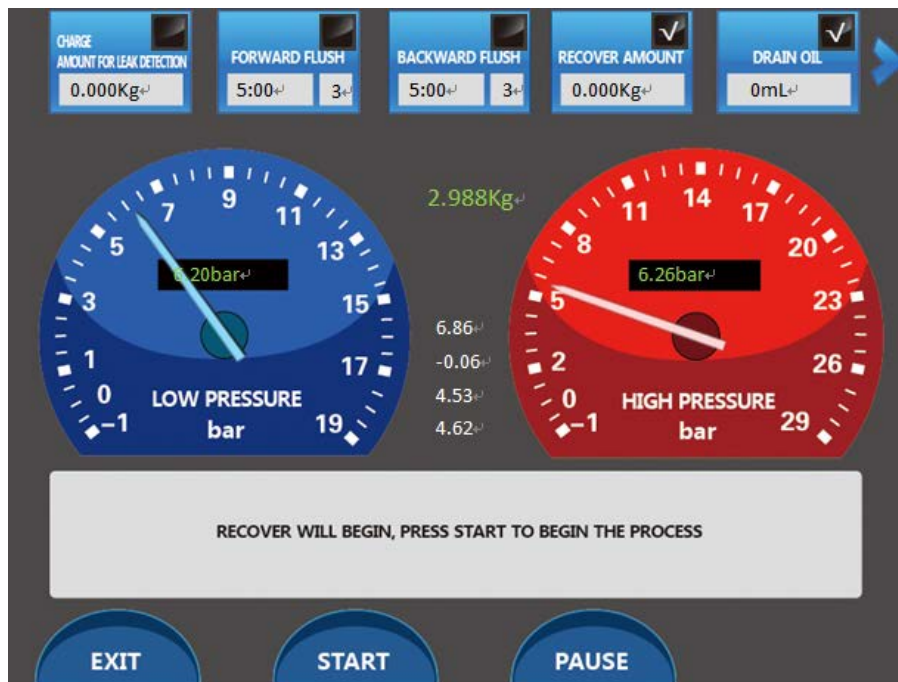 CHARGE
AMOUNT FOR LEAK DETECTION
0.000Kg↵
FORWARD FLUSH
5:00↵ 3↵
BACKWARD FLUSH
5:00↵ 3↵
√
RECOVER AMOUNT
0.000Kg↵
√
DRAIN OIL
0mL↵
2.988Kg↵
-1 0 1 3 5 7 9 11 13 15 17 19
6.20bar↵
LOW PRESSURE
bar
6.86↵
-0.06↵
4.53↵
4.62↵
-1 0 2 5 8 11 14 17 20 23 26 29
6.26bar↵
HIGH PRESSURE
bar
RECOVER WILL BEGIN, PRESS START TO BEGIN THE PROCESS
EXIT
START
PAUSE